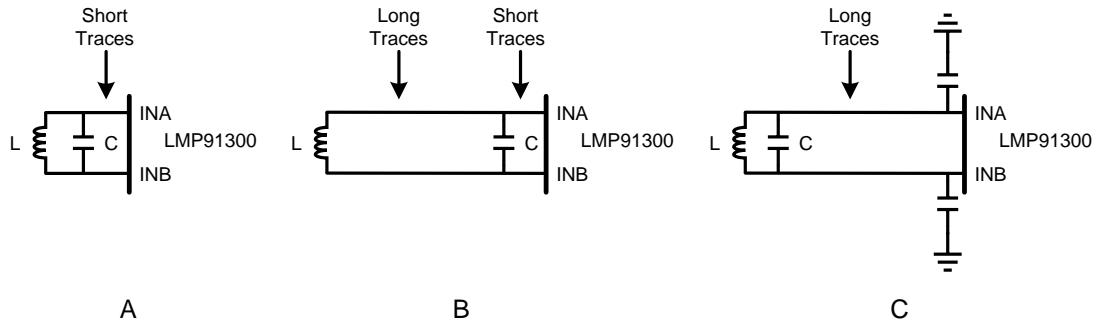 Short
Traces
L
C
INA
LMP91300
INB
A
Long
Traces
Short
Traces
L
C
INA
LMP91300
INB
B
Long
Traces
L
C
INA
LMP91300
INB
C